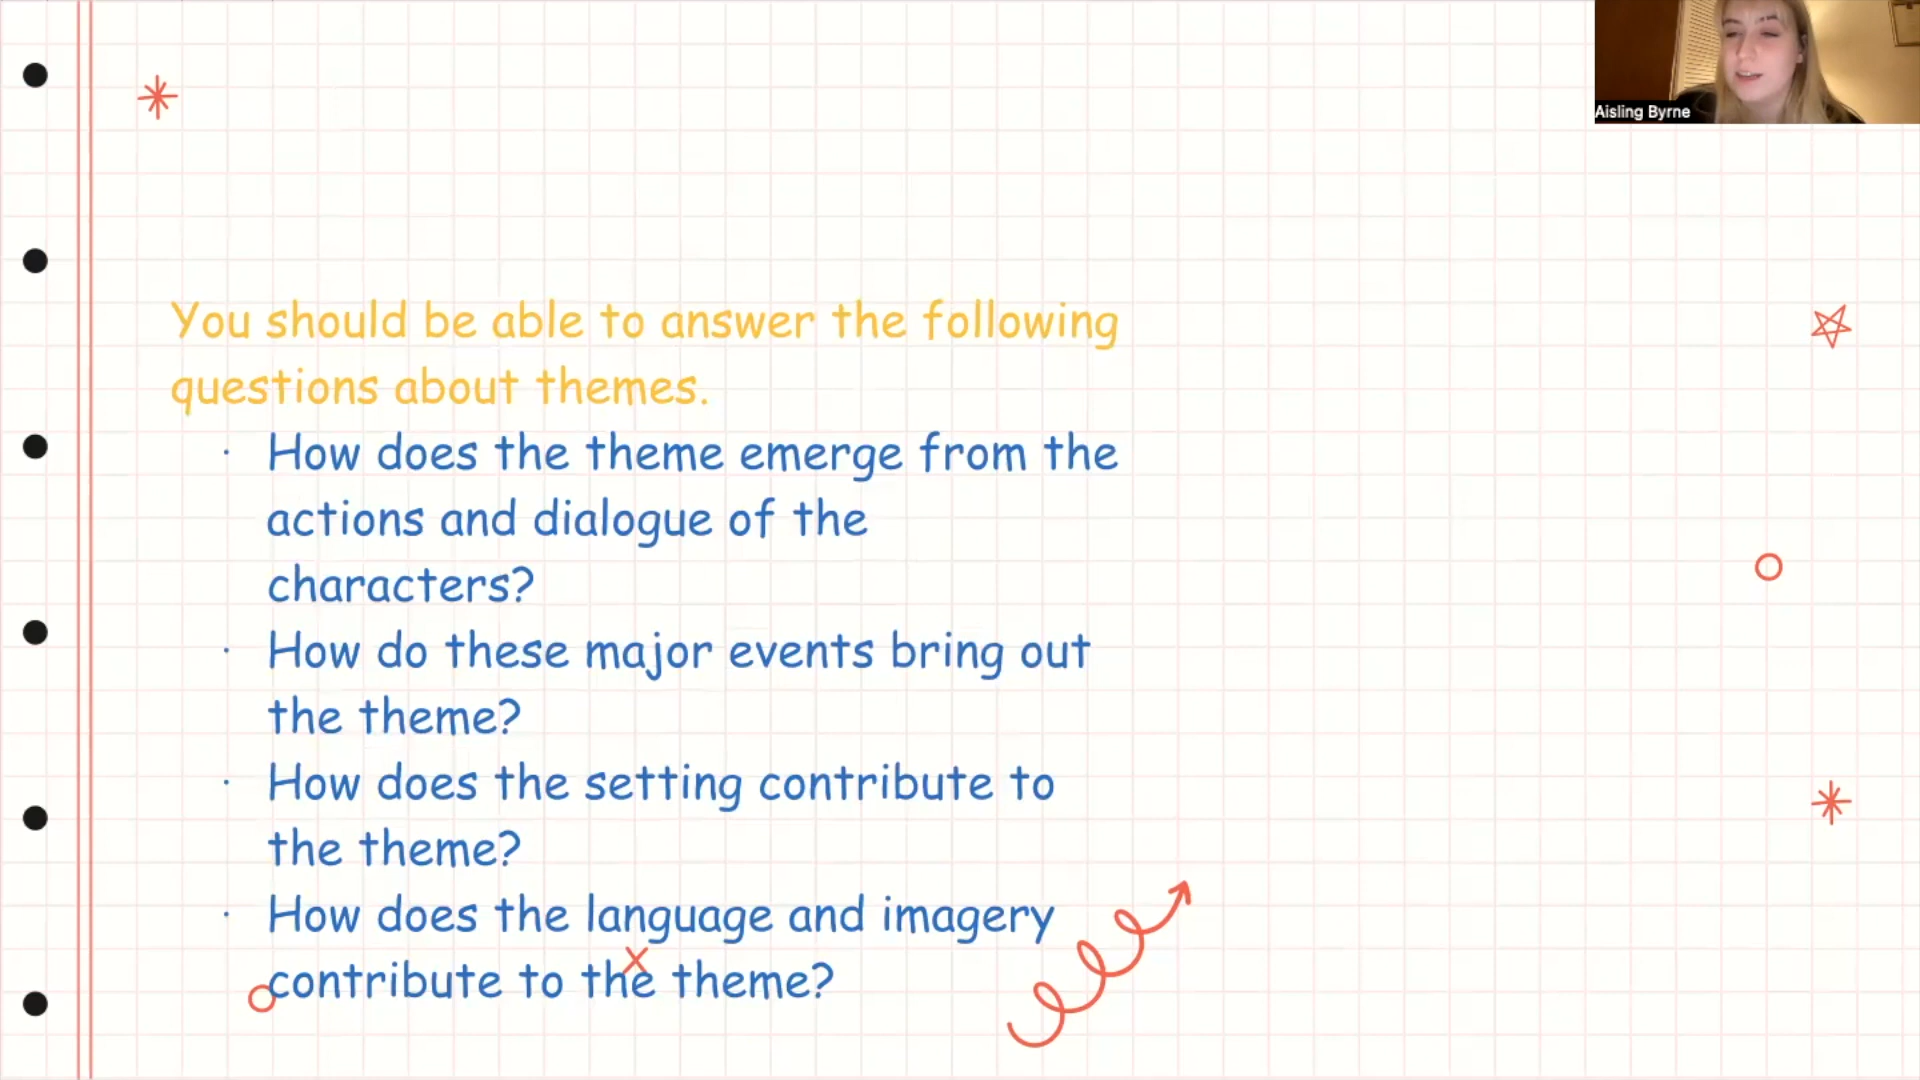 Aisling Byrne
You should be able to answer the following
questions about themes.
· How does the theme emerge from the
actions and dialogue of the
characters?
· How do these major events bring out
the theme?
· How does the setting contribute to
the theme?
· How does the language and imagery
contribute to the theme?